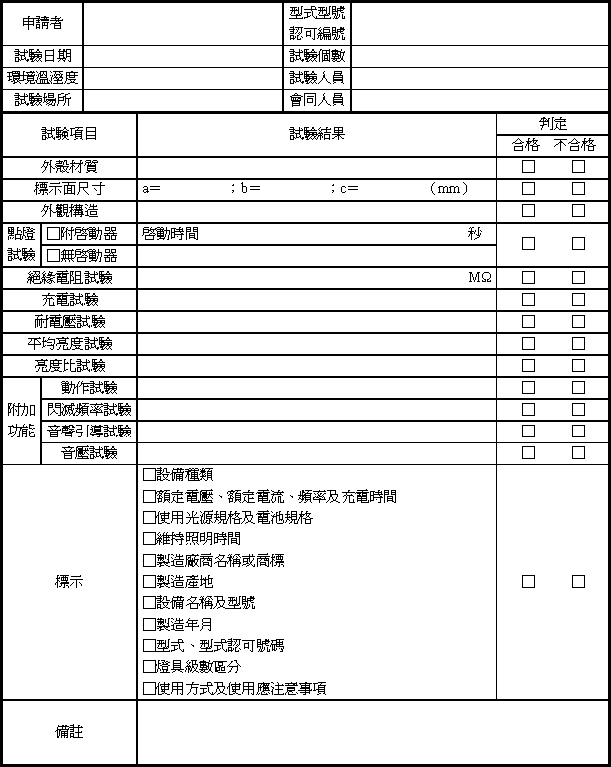 申請者
型式型號
認可編號
試驗日期 試驗個數
環境溫溼度 試驗人員
試驗場所 會同人員
試驗項目 試驗結果 判定
合格 不合格
外殼材質 □ □
標示面尺寸 a= ；b= ；c= (mm) □ □
外觀構造 □ □
點燈試驗 □附啓動器 啓動時間 秒 □ □
□無啓動器
絕緣電阻試驗 MΩ □ □
充電試驗 □ □
耐電壓試驗 □ □
平均亮度試驗 □ □
亮度比試驗 □ □
附加功能 動作試驗 □ □
閃滅頻率試驗 □ □
音聲引導試驗 □ □
音壓試驗 □ □
標示
□設備種類
□額定電壓、額定電流、頻率及充電時間
□使用光源規格及電池規格
□維持照明時間
□製造廠商名稱或商標
□製造產地 □ □
□設備名稱及型號
□製造年月
□型式、型式認可號碼
□燈具級數區分
□使用方式及使用應注意事項
備註